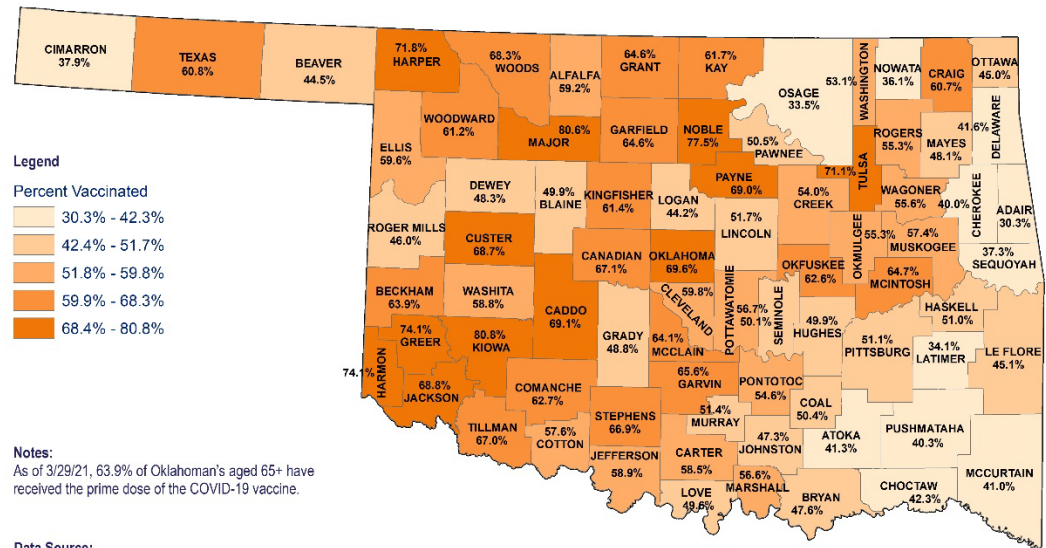 CIMARRON
37.9%
TEXAS
60.8%
BEAVER
44.5%
71.8%
HARPER
68.3%
WOODS
ALFALFA
59.2%
64.6%
GRANT
61.7%
KAY
OSAGE
33.5%
53.1%
WASHINGTON
NOWATA
36.1%
CRAIG
60.7%
OTTAWA
45.0%
WOODWARD
61.2%
80.6%
MAJOR
GARFIELD
64.6%
NOBLE
77.5%
50.5%
PAWNEE
71.1%
TULSA
ROGERS
55.3%
MAYES
48.1%
41.6%
DELAWARE
ELLIS
59.6%
Legend
Percent Vaccinated
30.3% - 42.3%
42.4% - 51.7%
51.8% - 59.8%
59.9% - 68.3%
68.4% - 80.8%
DEWEY
48.3%
49.9%
BLAINE
KINGFISHER
61.4%
LOGAN
44.2%
PAYNE
69.0%
54.0%
CREEK
WAGONER
55.6%
40.0%
CHEROKEE
ADAIR
30.3%
ROGER MILLS
46.0%
CUSTER
68.7%
CANADIAN
67.1%
OKLAHOMA
69.6%
51.7%
LINCOLN
OKFUSKEE
62.6%
OKMULGEE
55.3%
57.4%
MUSKOGEE
37.3%
SEQUOYAH
BECKHAM
63.9%
WASHITA
58.8%
CADDO
69.1%
GRADY
48.8%
59.8%
CLEVELAND
64.1%
MCCLAIN
POTTAWATOMIE
56.7%
50.1%
SEMINOLE
49.9%
HUGHES
64.7%
MCINTOSH
HASKELL
51.0%
51.1%
PITTSBURG
34.1%
LATIMER
LE FLORE
45.1%
74.1%
GREER
80.8%
KIOWA
74.1%
HARMON
68.8%
JACKSON
COMANCHE
62.7%
65.6%
GARVIN
PONTOTOC
54.6%
COAL
50.4%
TILLMAN
67.0%
57.6%
COTTON
STEPHENS
66.9%
51.4%
MURRAY
47.3%
JOHNSTON
ATOKA
41.3%
PUSHMATAHA
40.3%
MCCURTAIN
41.0%
JEFFERSON
58.9%
CARTER
58.5%
LOVE
49.6%
56.6%
MARSHALL
BRYAN
47.6%
CHOCTAW
42.3%
Notes:
As of 3/29/21, 63.9% of Oklahoman's aged 65+ have
received the prime dose of the COVID-19 vaccine.
Data Source: